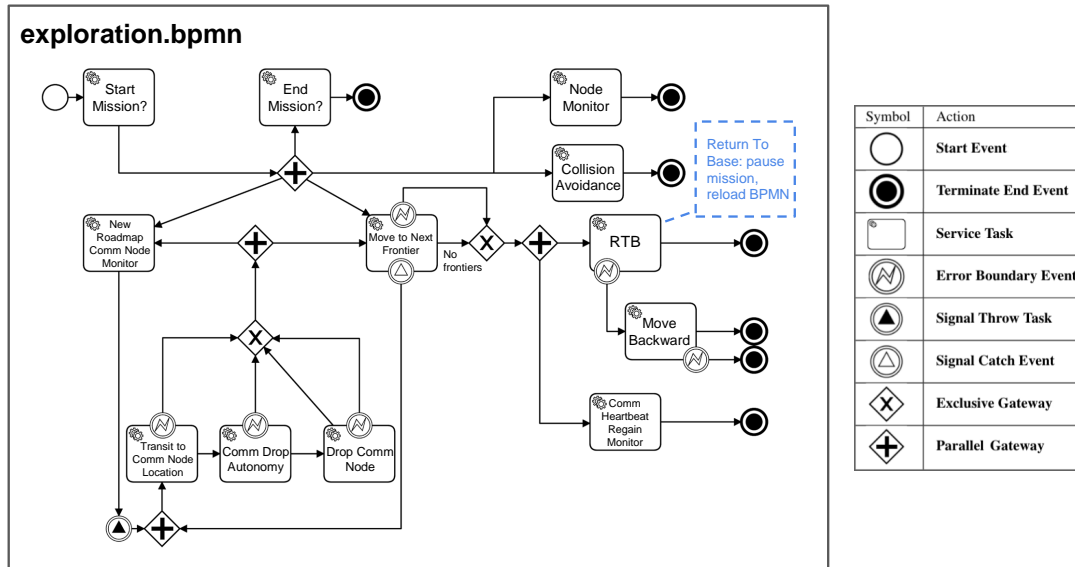 exploration.bpmn
Start
Mission?
End
Mission?
Node
Monitor
Collision
Avoidance
Return To
Base: pause
mission,
reload BPMN
New
Roadmap
Comm Node
Monitor
Move to Next
Frontier
No
frontiers
X
RTB
Move
Backward
X
Comm
Heartbeat
Regain
Monitor
Transit to
Comm Node
Location
Comm Drop
Autonomy
Drop Comm
Node
Symbol Action
Start Event
Terminate End Event
Service Task
Error Boundary Event
Signal Throw Task
Signal Catch Event
X Exclusive Gateway
Parallel Gateway